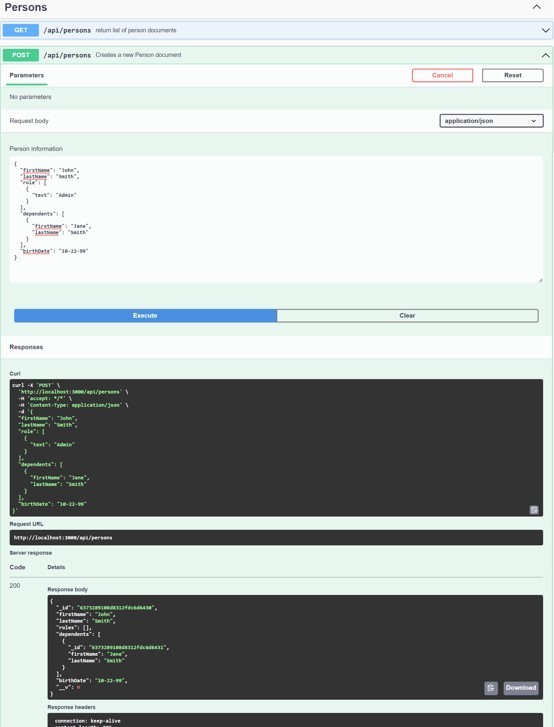 Persons
GET /api/persons return list of person documents
POST /api/persons Creates a new Person document
Parameters
Cancel
Reset
No parameters
Request body
application/json
Person information
{
"firstName": "John",
"lastName": "Smith",
"role": [
{
"text": "Admin"
}
],
"dependents": [
{
"firstName": "Jane",
"lastName": "Smith"
}
],
"birthDate": "10-22-99"
}
Execute
Clear
Responses
Curl
curl -X 'POST' \
'http://localhost:3000/api/persons' \
-H 'accept: */*' \
-H 'Content-Type: application/json' \
-d '{
"firstName": "John",
"lastName": "Smith",
"role": [
{
"text": "Admin"
}
],
"dependents": [
{
"firstName": "Jane",
"lastName": "Smith"
}
],
"birthDate": "10-22-99"
}'
Request URL
http://localhost:3000/api/persons
Server response
Code
Details
200
Response body
{
"_id": "6373289108d8312fdc6d6430",
"firstName": "John",
"lastName": "Smith",
"roles": [],
"dependents": [
{
"_id": "6373289108d8312fdc6d6431",
"firstName": "Jane",
"lastName": "Smith"
}
],
"birthDate": "10-22-99",
"__v": 0
}
Download
Response headers
connection: keep-alive